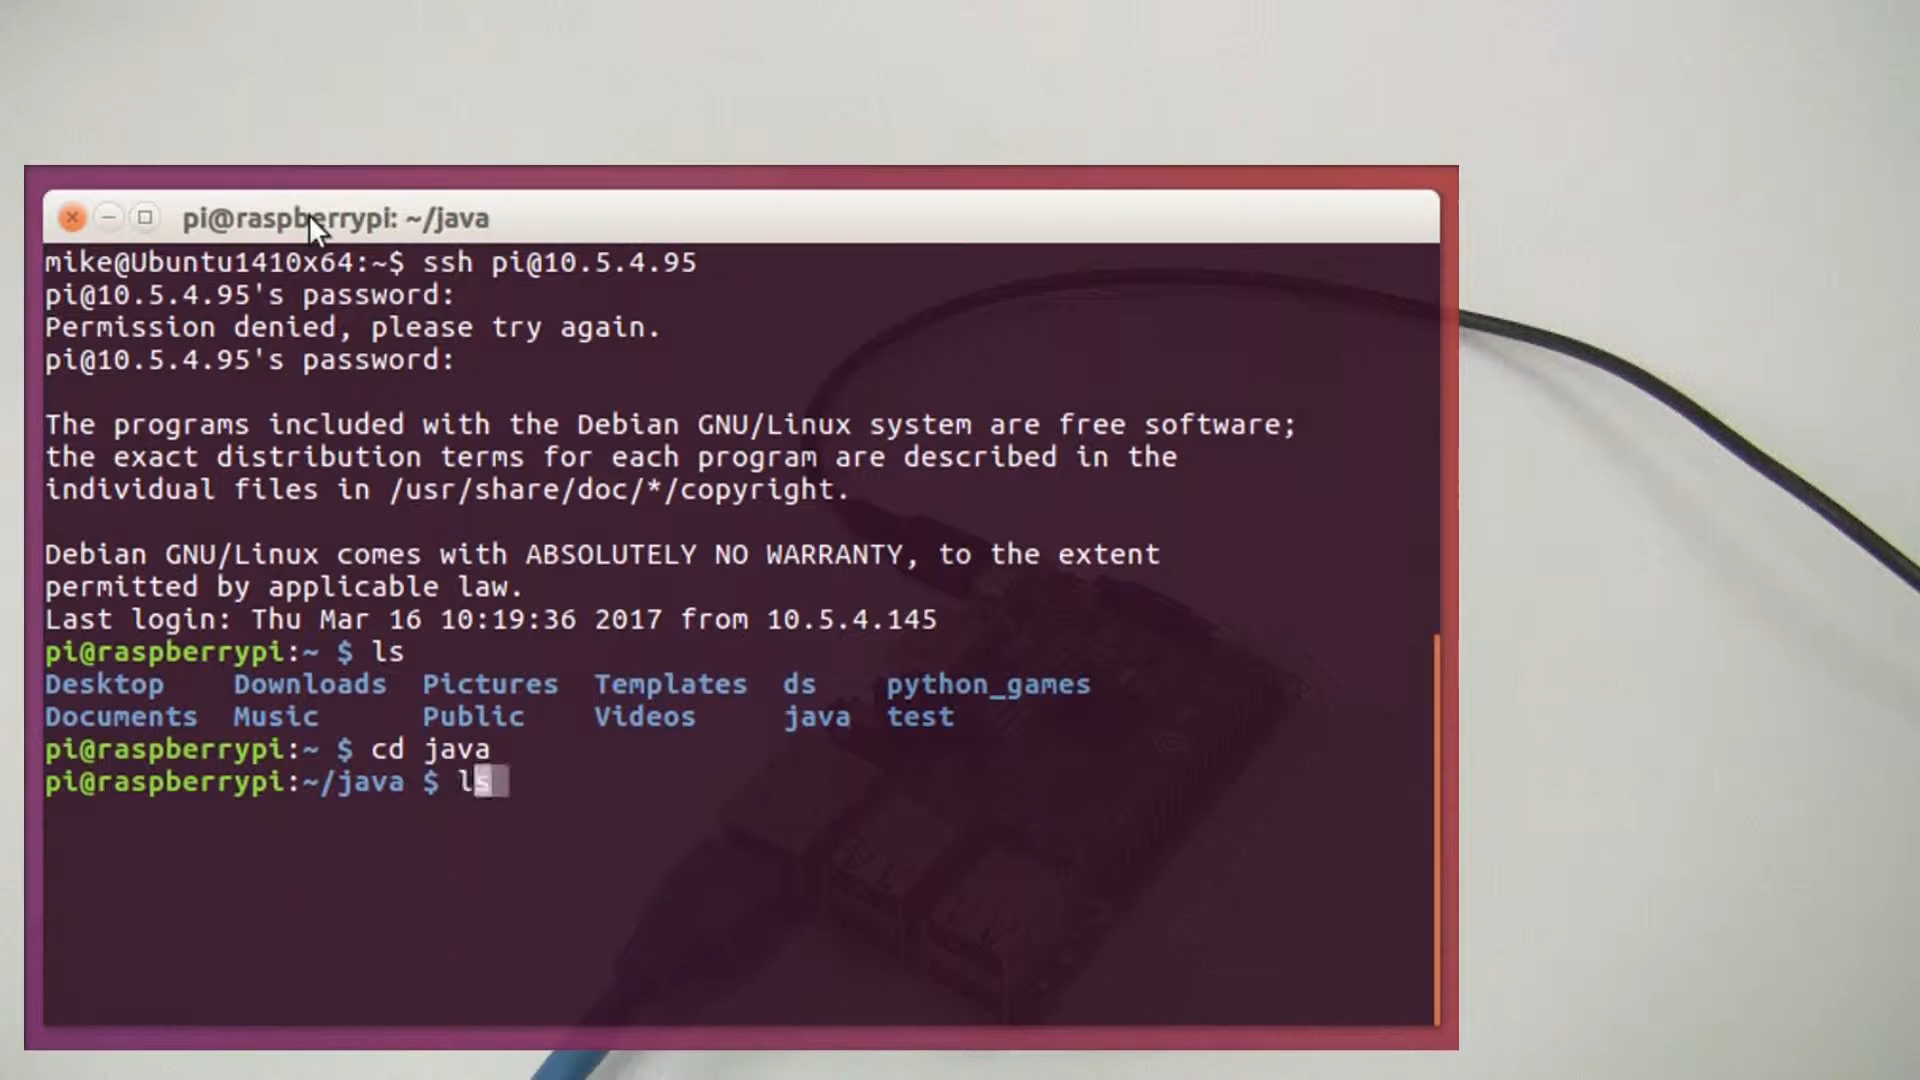 pi@raspberrypi: ~/java
mike@Ubuntu1410x64:~$ ssh pi@10.5.4.95
pi@10.5.4.95's password:
Permission denied, please try again.
pi@10.5.4.95's password:
The programs included with the Debian GNU/Linux system are free software;
the exact distribution terms for each program are described in the
individual files in /usr/share/doc/*/copyright.
Debian GNU/Linux comes with ABSOLUTELY NO WARRANTY, to the extent
permitted by applicable law.
Last login: Thu Mar 16 10:19:36 2017 from 10.5.4.145
pi@raspberrypi:~ $ ls
Desktop Downloads Pictures Templates ds python_games
Documents Music Public Videos java test
pi@raspberrypi:~ $ cd java
pi@raspberrypi:~/java $ ls